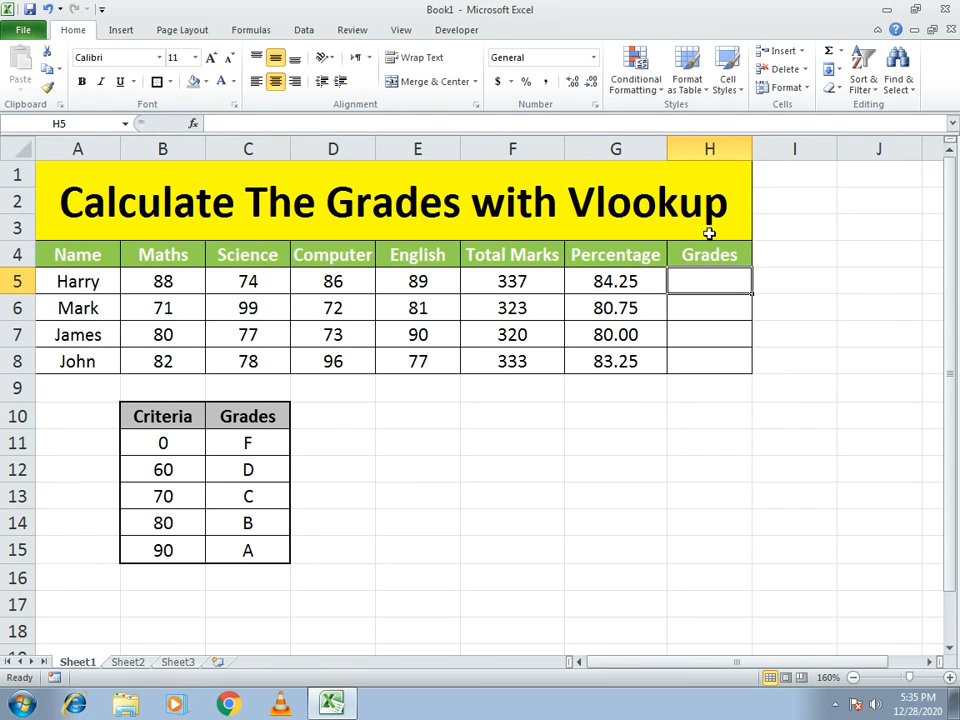 Book1 - Microsoft Excel
File Home Insert Page Layout Formulas Data Review View Developer
Paste
Calibri 11
B I U
Wrap Text
Merge & Center
General
$ % ,
Conditional Formatting
Format as Table
Cell Styles
Insert
Delete
Format
Sort & Filter
Find & Select
Clipboard Font Alignment Number Styles Cells Editing
H5 fx
A B C D E F G H I J
1
2 Calculate The Grades with Vlookup
3
4 Name Maths Science Computer English Total Marks Percentage Grades
5 Harry 88 74 86 89 337 84.25
6 Mark 71 99 72 81 323 80.75
7 James 80 77 73 90 320 80.00
8 John 82 78 96 77 333 83.25
9
10 Criteria Grades
11 0 F
12 60 D
13 70 C
14 80 B
15 90 A
16
17
18
Sheet1 Sheet2 Sheet3
Ready 160%
5:35 PM
12/28/2020